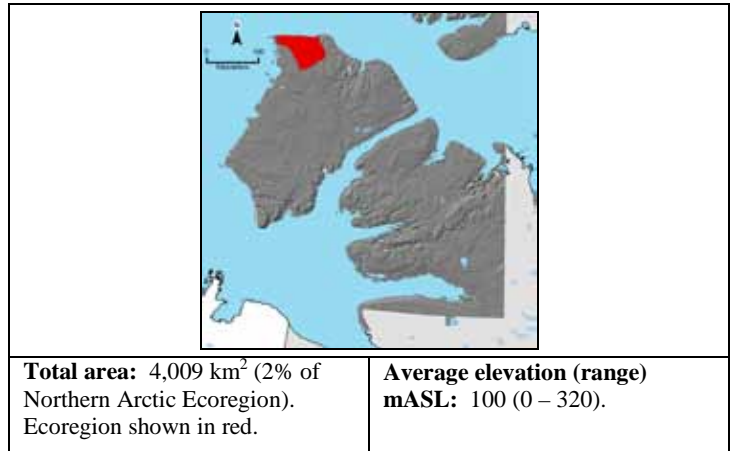 N
0
Total area: 4,009 km² (2% of
Northern Arctic Ecoregion).
Ecoregion shown in red.
Average elevation (range)
mASL: 100 (0 – 320).